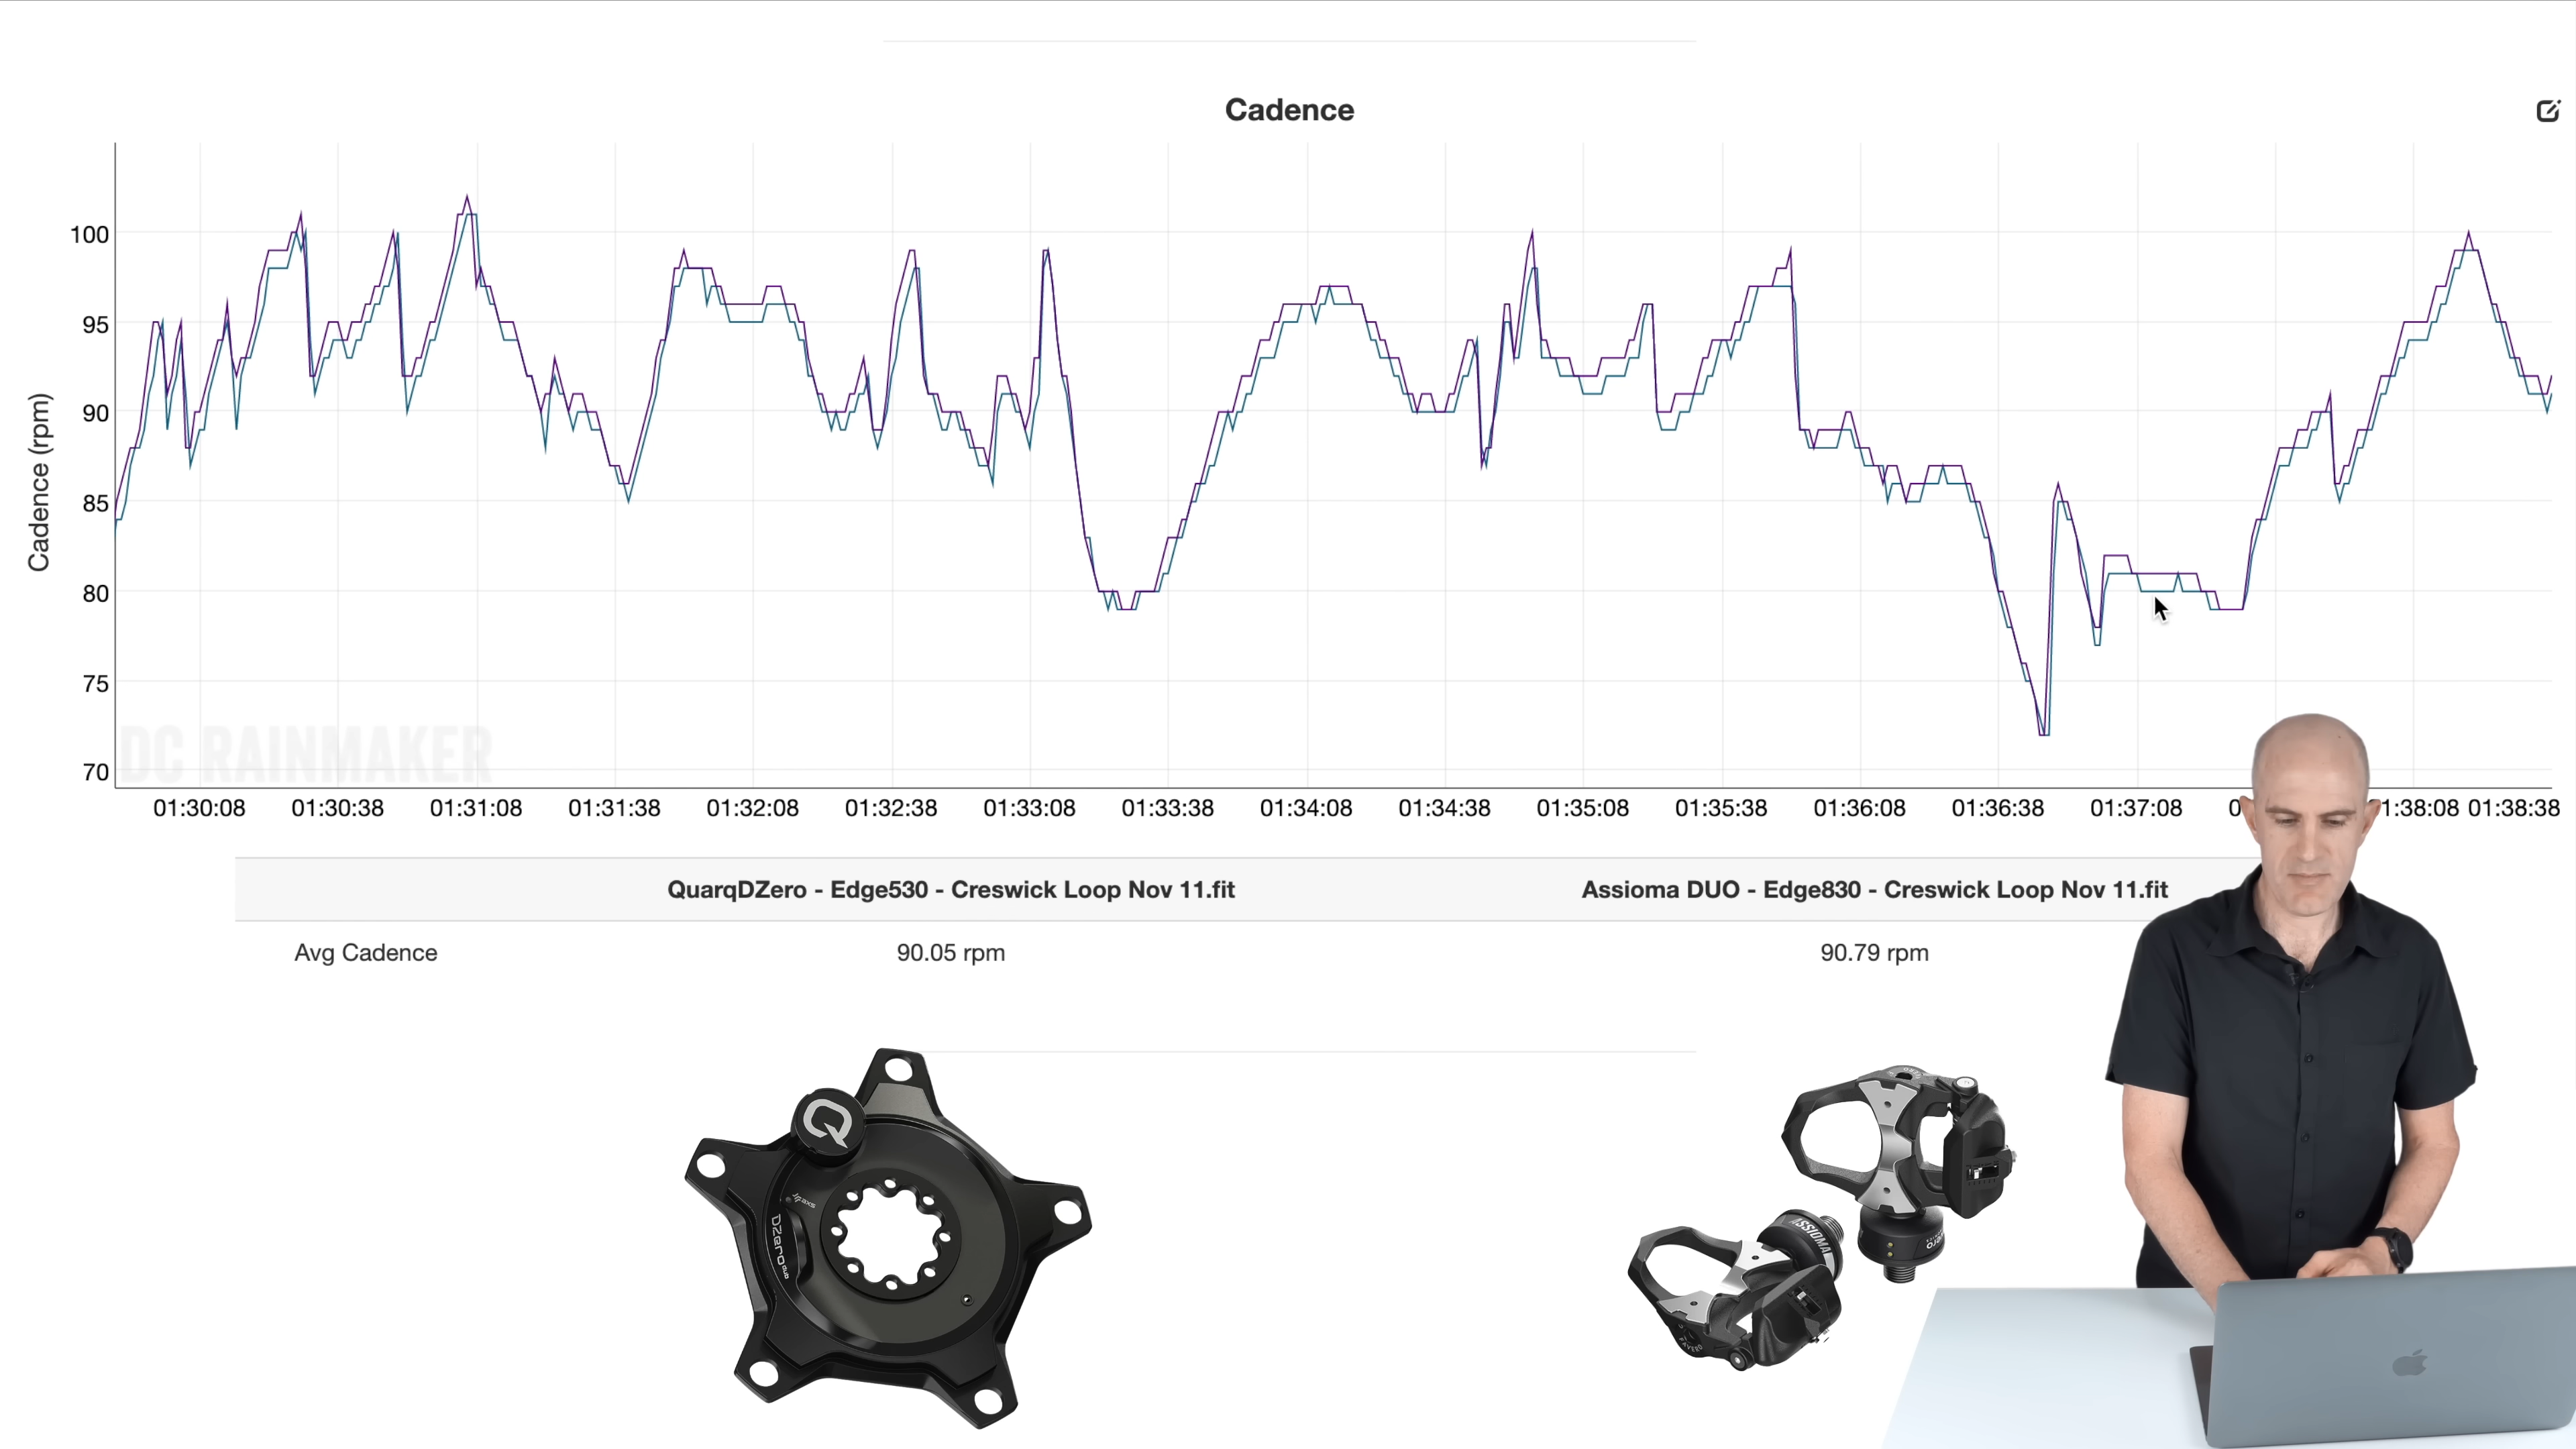 Cadence
Cadence (rpm)
100
95
90
85
80
75
70
DC RAINMAKER
01:30:08 01:30:38 01:31:08 01:31:38 01:32:08 01:32:38 01:33:08 01:33:38 01:34:08 01:34:38 01:35:08 01:35:38 01:36:08 01:36:38 01:37:08 0 1:38:08 01:38:38
QuarqDZero - Edge530 - Creswick Loop Nov 11.fit Assioma DUO - Edge830 - Creswick Loop Nov 11.fit
Avg Cadence 90.05 rpm 90.79 rpm
Q
axs
DZero
ASSIOMA